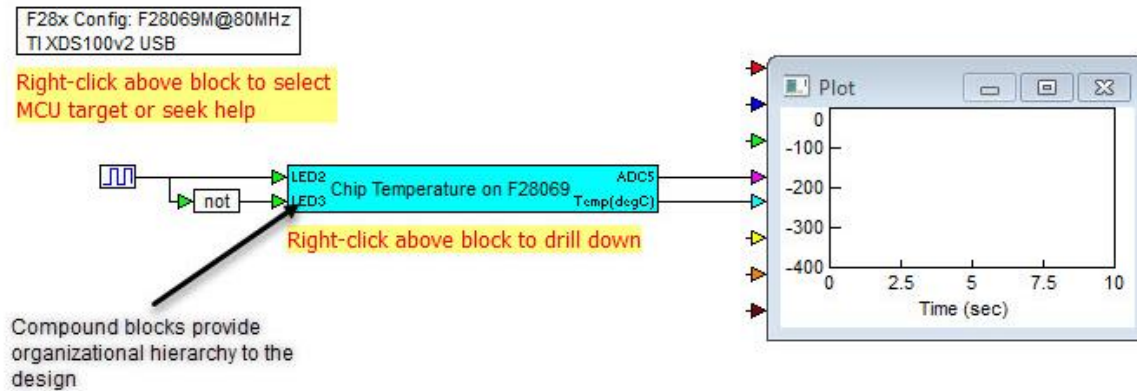 F28x Config: F28069M@80MHz
TI XDS100v2 USB
Right-click above block to select
MCU target or seek help
not
LED2
LED3
Chip Temperature on F28069
ADC5
Temp(degC)
Right-click above block to drill down
Compound blocks provide
organizational hierarchy to the
design
Plot
0
-100
-200
-300
-400
0
2.5
5
7.5
10
Time (sec)